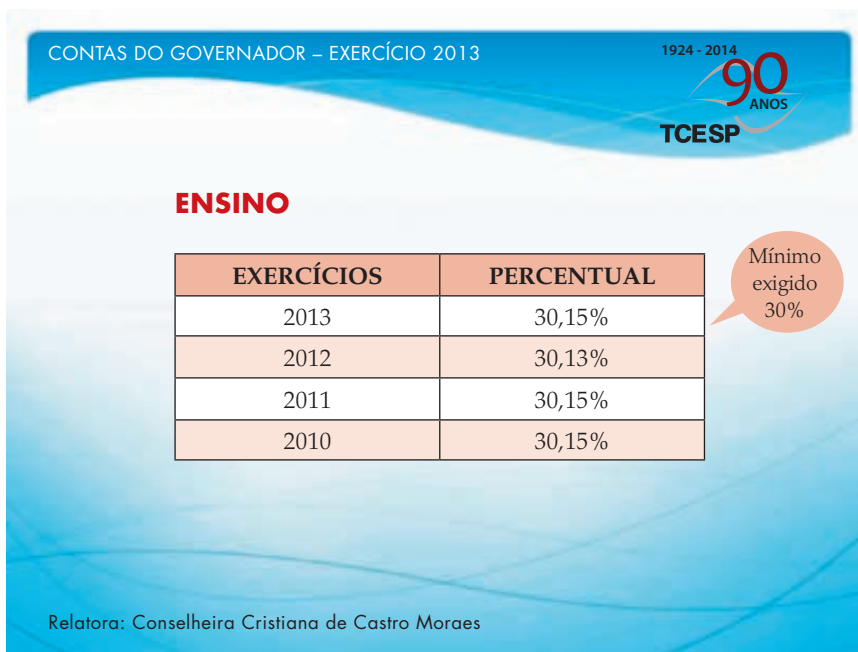 CONTAS DO GOVERNADOR – EXERCÍCIO 2013
1924 - 2014
90
ANOS
TCESP
ENSINO
EXERCÍCIOS PERCENTUAL
2013 30,15%
2012 30,13%
2011 30,15%
2010 30,15%
Mínimo
exigido
30%
Relatora: Conselheira Cristiana de Castro Moraes